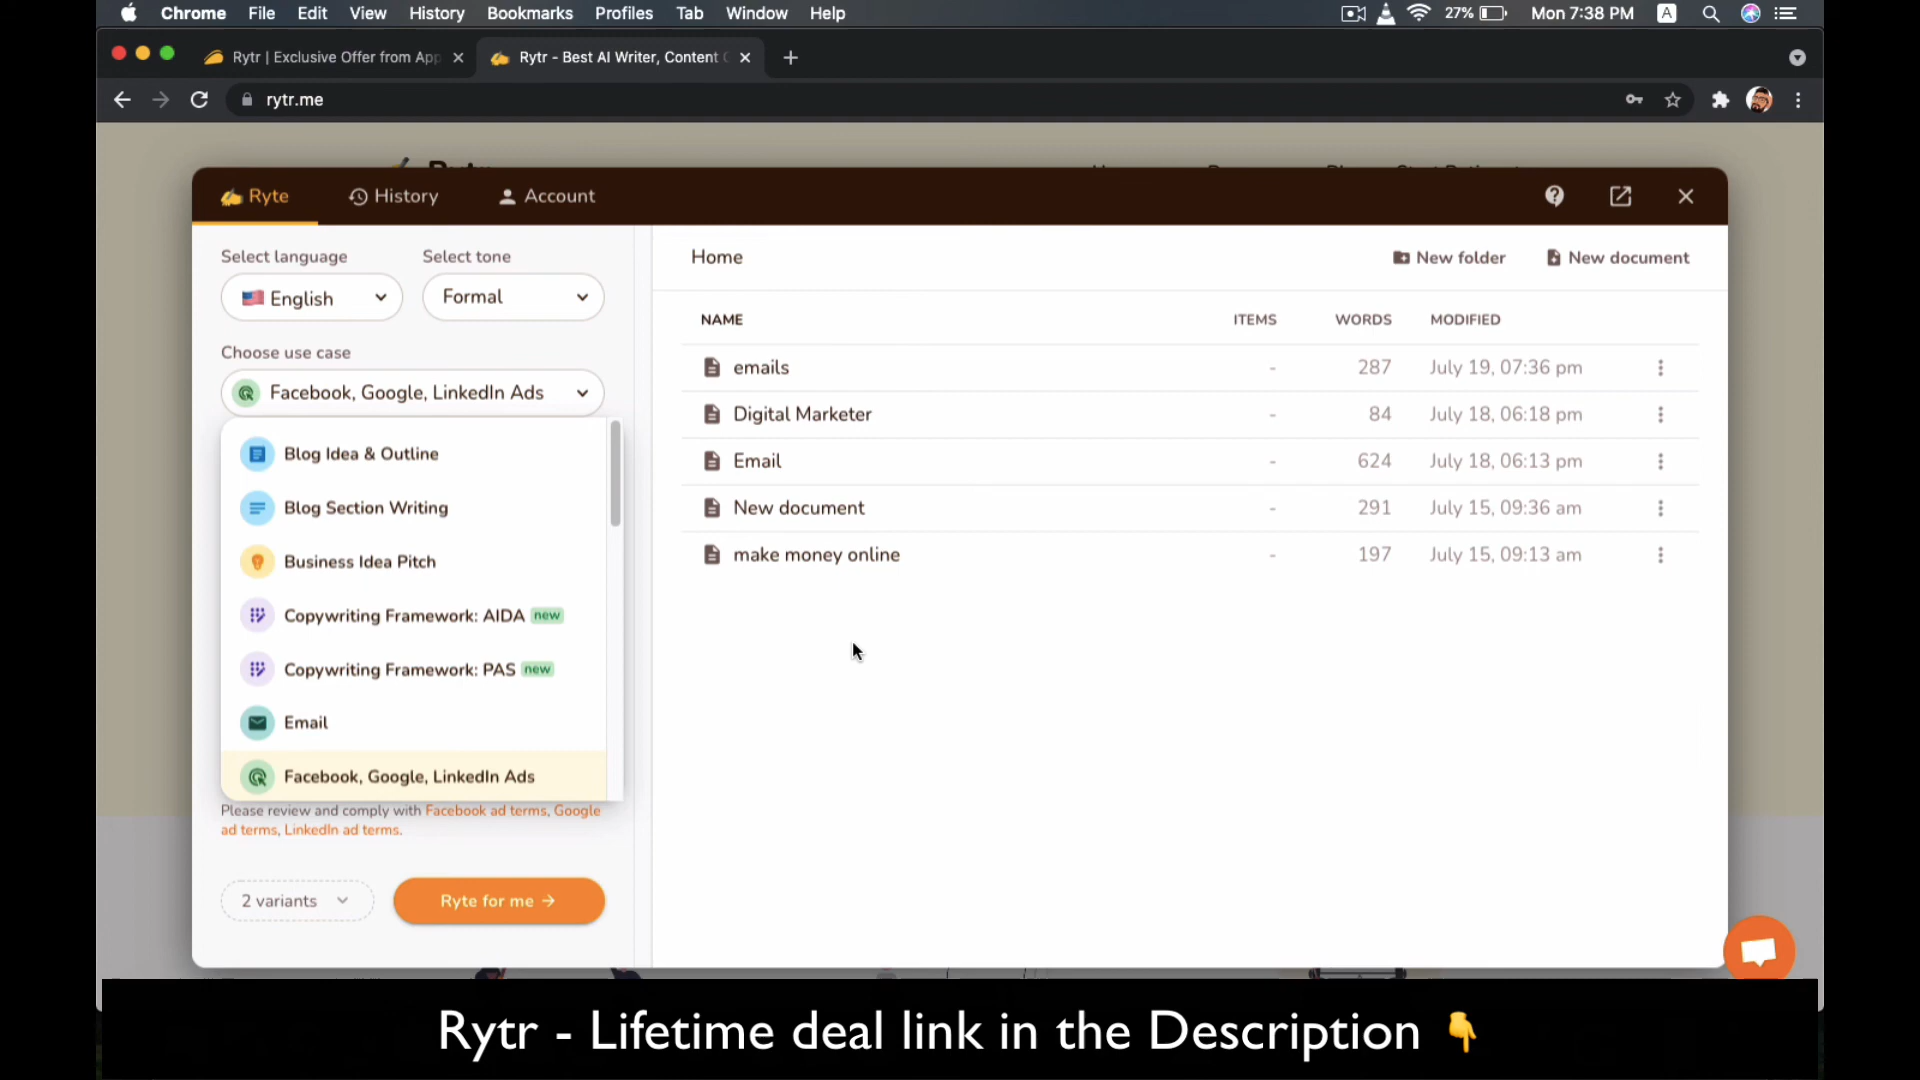 Chrome File Edit View History Bookmarks Profiles Tab Window Help 27% Mon 7:38 PM A
Rytr | Exclusive Offer from App
Rytr - Best AI Writer, Content G
rytr.me
Ryte History Account
Select language Select tone
English Formal
Choose use case
Facebook, Google, LinkedIn Ads
Blog Idea & Outline
Blog Section Writing
Business Idea Pitch
Copywriting Framework: AIDA new
Copywriting Framework: PAS new
Email
Facebook, Google, LinkedIn Ads
Please review and comply with Facebook ad terms, Google
ad terms, LinkedIn ad terms.
2 variants Ryte for me →
Home New folder New document
NAME ITEMS WORDS MODIFIED
emails - 287 July 19, 07:36 pm
Digital Marketer - 84 July 18, 06:18 pm
Email - 624 July 18, 06:13 pm
New document - 291 July 15, 09:36 am
make money online - 197 July 15, 09:13 am
Rytr - Lifetime deal link in the Description 👇